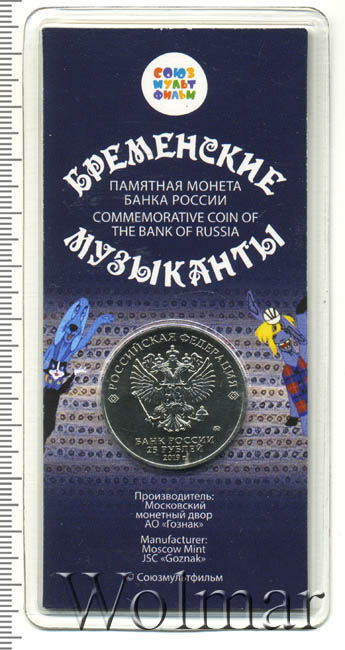 СОЮЗ
МУЛЬТ
ФИЛЬМ
БРЕМЕНСКИЕ
ПАМЯТНАЯ МОНЕТА
БАНКА РОССИИ
COMMEMORATIVE COIN OF
THE BANK OF RUSSIA
МУЗЫКАНТЫ
РОССИЙСКАЯ ФЕДЕРАЦИЯ
БАНК РОССИИ
25 РУБЛЕЙ
2019 г.
Производитель:
Московский
монетный двор
АО «Гознак»
Manufacturer:
Moscow Mint
JSC «Goznak»
© Союзмультфильм
Wolmar